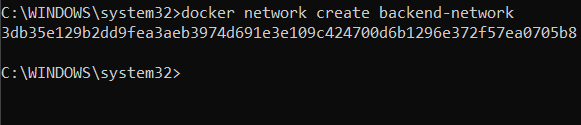 C:\WINDOWS\system32>docker network create backend-network
3db35e129b2dd9fea3aeb3974d691e3e109c424700d6b1296e372f57ea0705b8
C:\WINDOWS\system32>